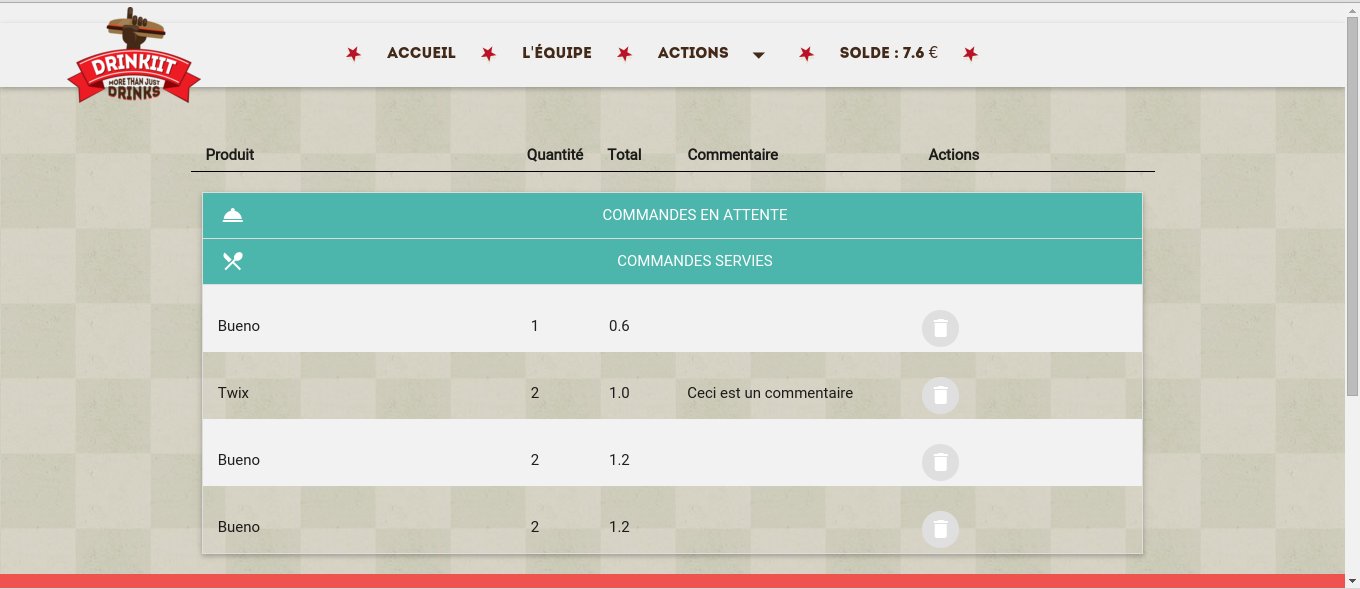 DRINKIIT
MORE THAN JUST
DRINKS
ACCUEIL L'ÉQUIPE ACTIONS SOLDE : 7.6 €
Produit Quantité Total Commentaire Actions
COMMANDES EN ATTENTE
COMMANDES SERVIES
Bueno 1 0.6
Twix 2 1.0 Ceci est un commentaire
Bueno 2 1.2
Bueno 2 1.2